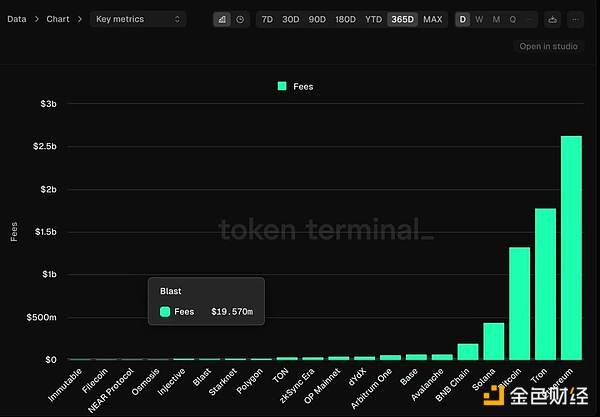 Data > Chart > Key metrics
7D 30D 90D 180D YTD 365D MAX
D W M Q
Open in studio
Fees
$3b
$2.5b
$2b
$1.5b
$1b
$500m
$0
Fees
token terminal_
Blast
Fees $19.570m
Immutable
Filecoin
NEAR Protocol
Osmosis
Injective
Blast
Starknet
Polygon
TON
zkSync Era
OP Mainnet
dYdX
Arbitrum One
Base
Avalanche
BNB Chain
Solana
Bitcoin
Tron
Ethereum
金色财经